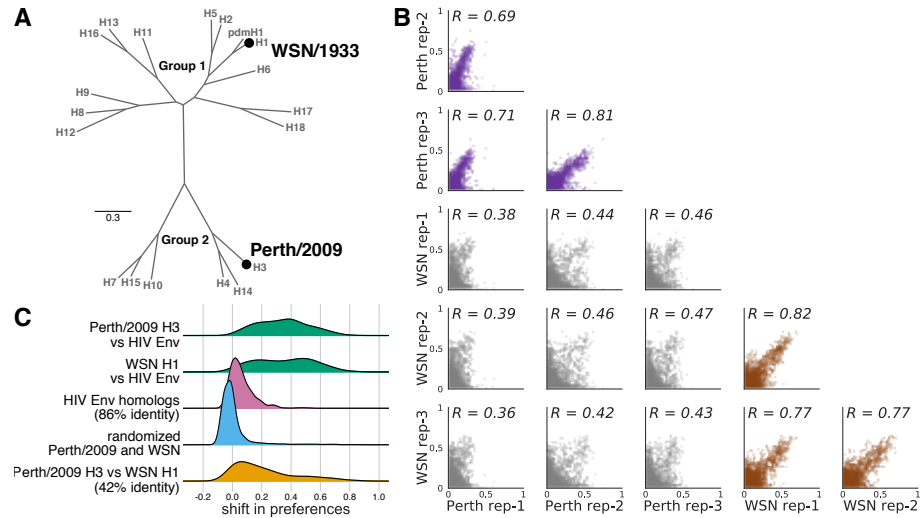 A
H5
H2
H13
H16
H11
pdmH1
H1
WSN/1933
Group 1
H6
H9
H8
H12
H17
H18
0.3
Group 2
Perth/2009
H3
H7
H15
H10
H4
H14
B
R = 0.69
Perth rep-2
1
0.5
0
R = 0.71
R = 0.81
Perth rep-3
1
0.5
0
R = 0.38
R = 0.44
R = 0.46
WSN rep-1
1
0.5
0
R = 0.39
R = 0.46
R = 0.47
R = 0.82
WSN rep-2
1
0.5
0
R = 0.36
R = 0.42
R = 0.43
R = 0.77
R = 0.77
WSN rep-3
1
0.5
0
0 0.5 1 0 0.5 1 0 0.5 1 0 0.5 1 0 0.5 1
Perth rep-1 Perth rep-2 Perth rep-3 WSN rep-1 WSN rep-2
C
Perth/2009 H3
vs HIV Env
WSN H1
vs HIV Env
HIV Env homologs
(86% identity)
randomized
Perth/2009 and WSN
Perth/2009 H3 vs WSN H1
(42% identity)
-0.2 0.0 0.2 0.4 0.6 0.8 1.0
shift in preferences